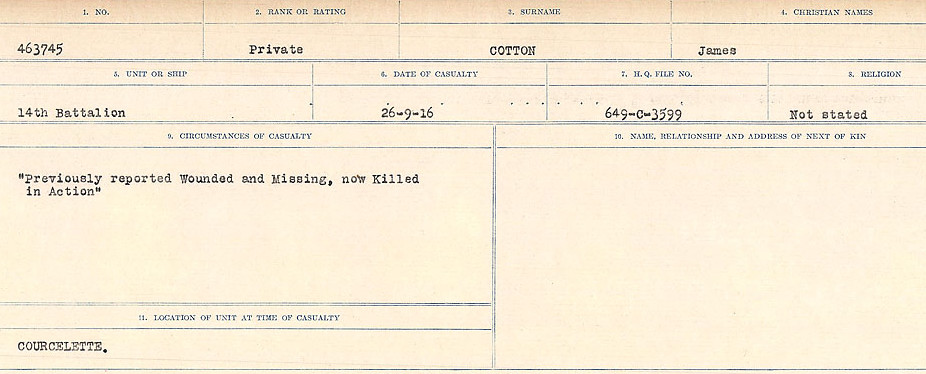 1. NO.
2. RANK OR RATING
3. SURNAME
4. CHRISTIAN NAMES
463745
Private
COTTON
James
5. UNIT OR SHIP
6. DATE OF CASUALTY
7. H.Q. FILE NO.
8. RELIGION
14th Battalion
26-9-16
649-C-3599
Not stated
9. CIRCUMSTANCES OF CASUALTY
10. NAME, RELATIONSHIP AND ADDRESS OF NEXT OF KIN
"Previously reported Wounded and Missing, now Killed
in Action"
11. LOCATION OF UNIT AT TIME OF CASUALTY
COURCELETTE.